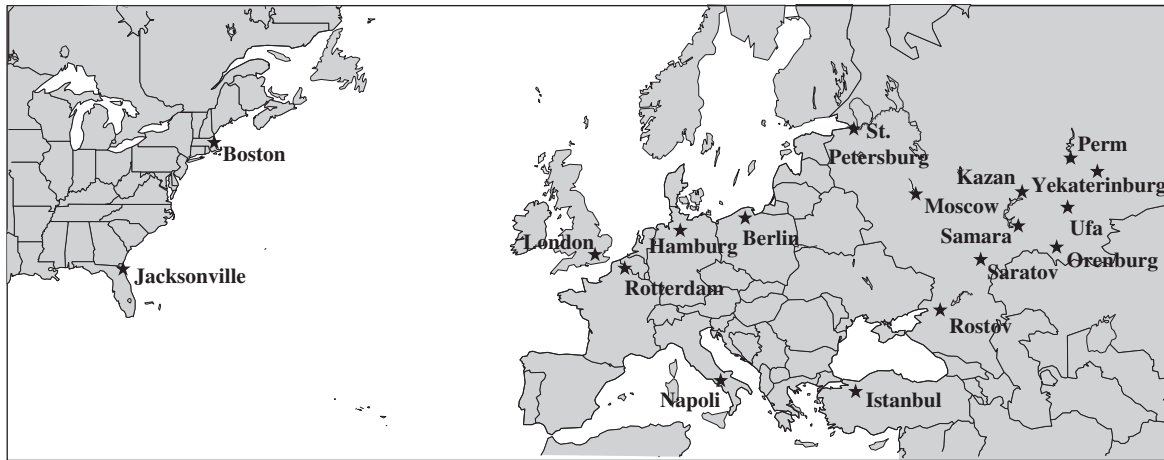 St.
Petersburg
Boston
Perm
Kazan
Yekaterinburg
Moscow
Samara
Ufa
London
Hamburg
Berlin
Orenburg
Saratov
Jacksonville
Rotterdam
Rostov
Napoli
Istanbul